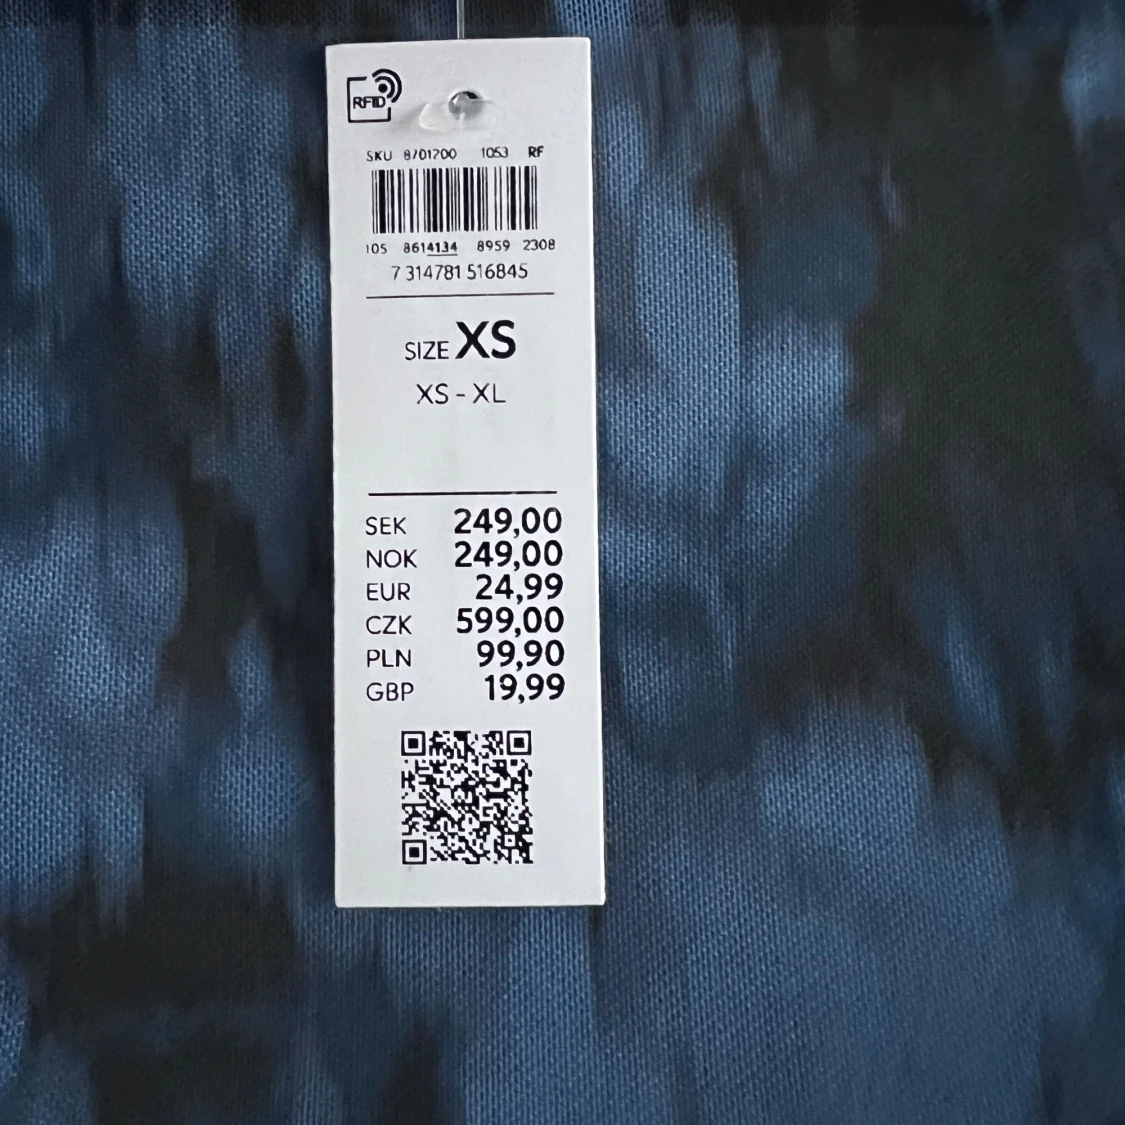 RFID
SKU 8701200 1053 RF
105 8614134 8959 2308
7 314781 516845
SIZE XS
XS - XL
SEK 249,00
NOK 249,00
EUR 24,99
CZK 599,00
PLN 99,90
GBP 19,99